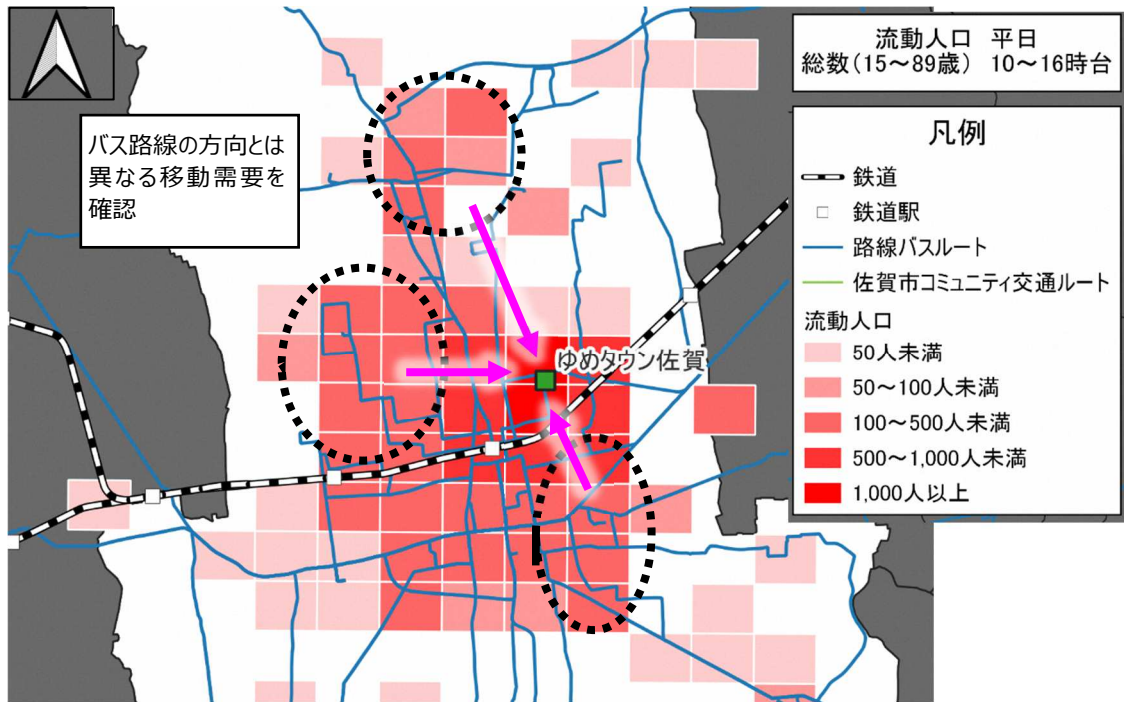 流動人口 平日
総数(15～89歳) 10～16時台
バス路線の方向とは
異なる移動需要を
確認
凡例
鉄道
鉄道駅
路線バスルート
佐賀市コミュニティ交通ルート
流動人口
50人未満
50～100人未満
100～500人未満
500～1,000人未満
1,000人以上
ゆめタウン佐賀